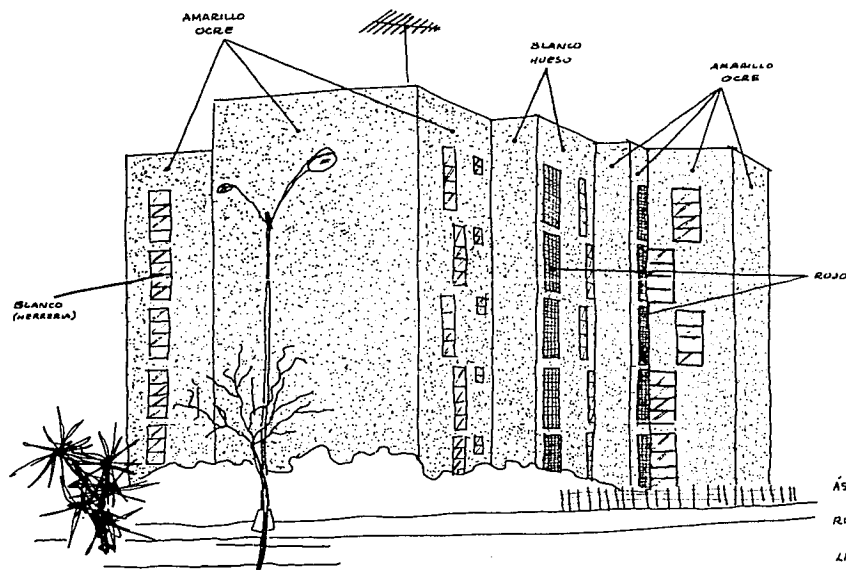 AMARILLO
OCRE
BLANCO
HUESO
AMARILLO
OCRE
ROJO
BLANCO
(HERRERIA)